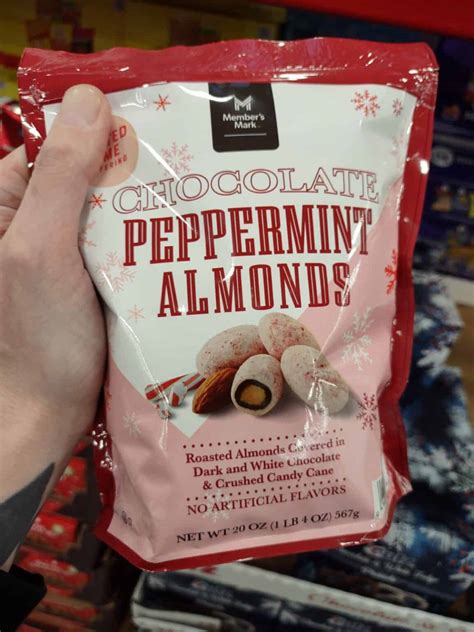 Member's
Mark
ME
CHOCOLATE
PEPPERMINT
ALMONDS
Roasted Almonds Covered in
Dark and White Chocolate
& Crushed Candy Cane
NO ARTIFICIAL FLAVORS
NET WT 20 OZ (1 LB 4 OZ) 567g